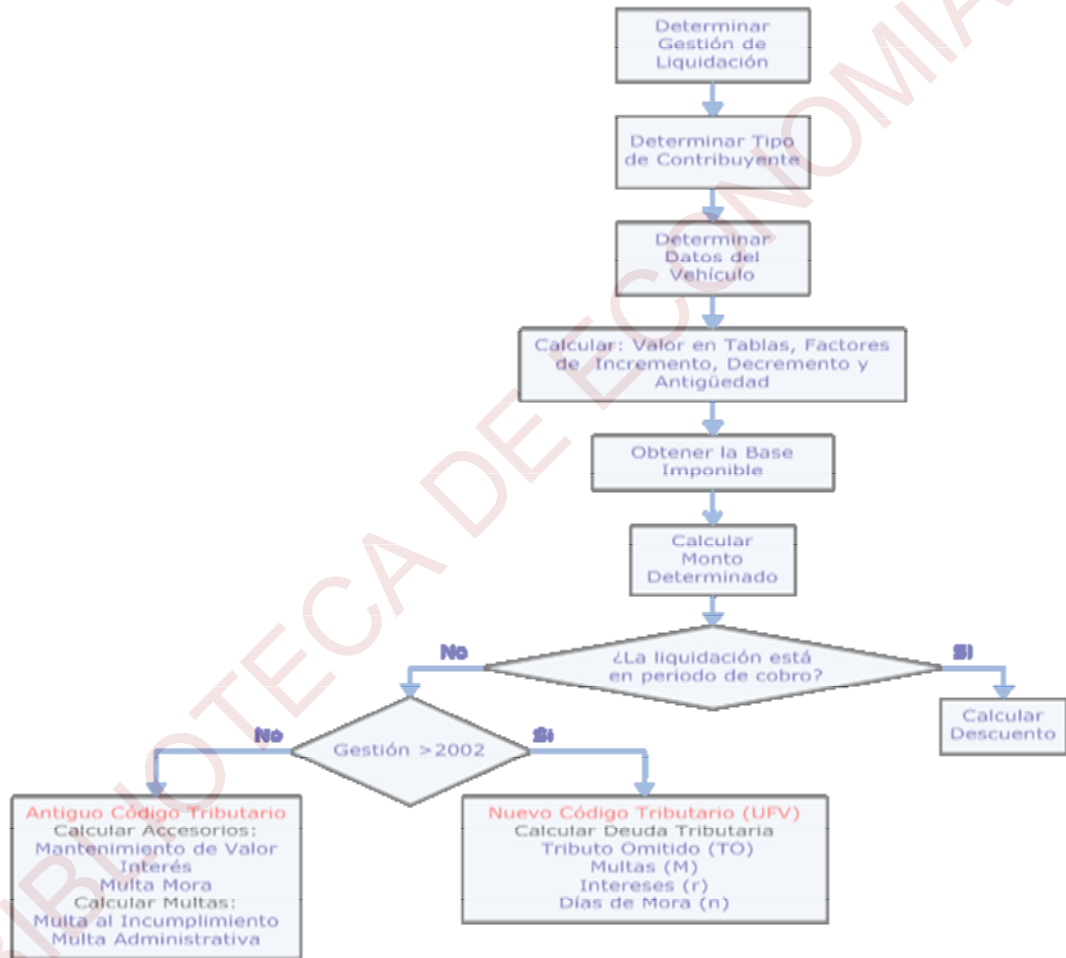 Determinar
Gestión de
Liquidación
Determinar Tipo
de Contribuyente
Determinar
Datos del
Vehículo
Calcular: Valor en Tablas, Factores
de Incremento, Decremento y
Antigüedad
Obtener la Base
Imponible
Calcular
Monto
Determinado
No
¿La liquidación está
en periodo de cobro?
SI
Calcular
Descuento
No
Gestión >2002
Si
Antiguo Código Tributario
Calcular Accesorios:
Mantenimiento de Valor
Interés
Multa Mora
Calcular Multas:
Multa al Incumplimiento
Multa Administrativa
Nuevo Código Tributario (UFV)
Calcular Deuda Tributaria
Tributo Omitido (TO)
Multas (M)
Intereses (r)
Días de Mora (n)
BIBLIOTECA DE ECONOMIA